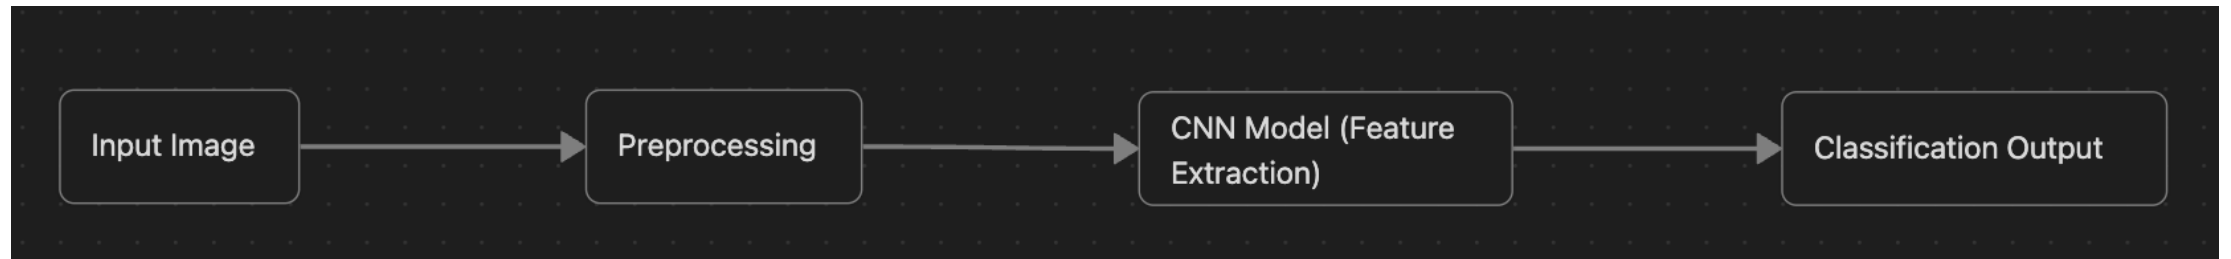 Input Image
Preprocessing
CNN Model (Feature
Extraction)
Classification Output